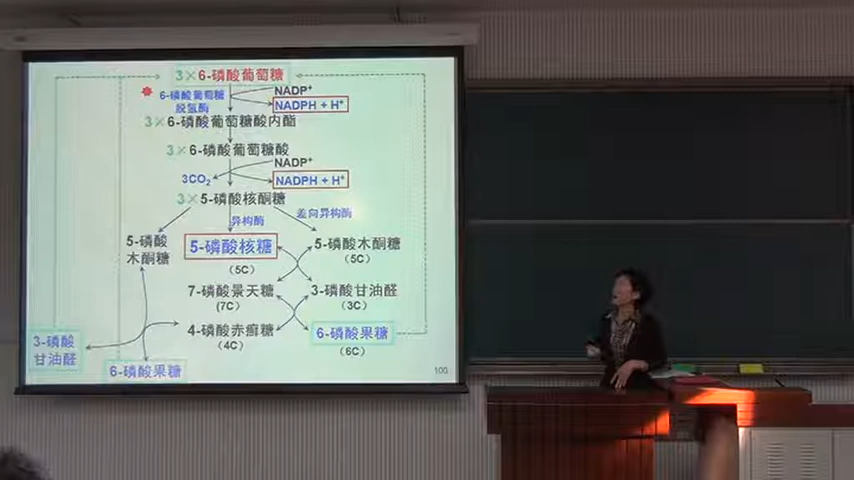 3×6-磷酸葡萄糖
NADP⁺
6-磷酸葡萄糖
脱氢酶
NADPH + H⁺
3×6-磷酸葡萄糖酸内酯
3×6-磷酸葡萄糖酸
NADP⁺
3CO₂
NADPH + H⁺
3×5-磷酸核酮糖
异构酶
差向异构酶
5-磷酸
木酮糖
5-磷酸核糖
(5C)
5-磷酸木酮糖
(5C)
7-磷酸景天糖
(7C)
3-磷酸甘油醛
(3C)
4-磷酸赤藓糖
(4C)
6-磷酸果糖
(6C)
3-磷酸
甘油醛
6-磷酸果糖
100